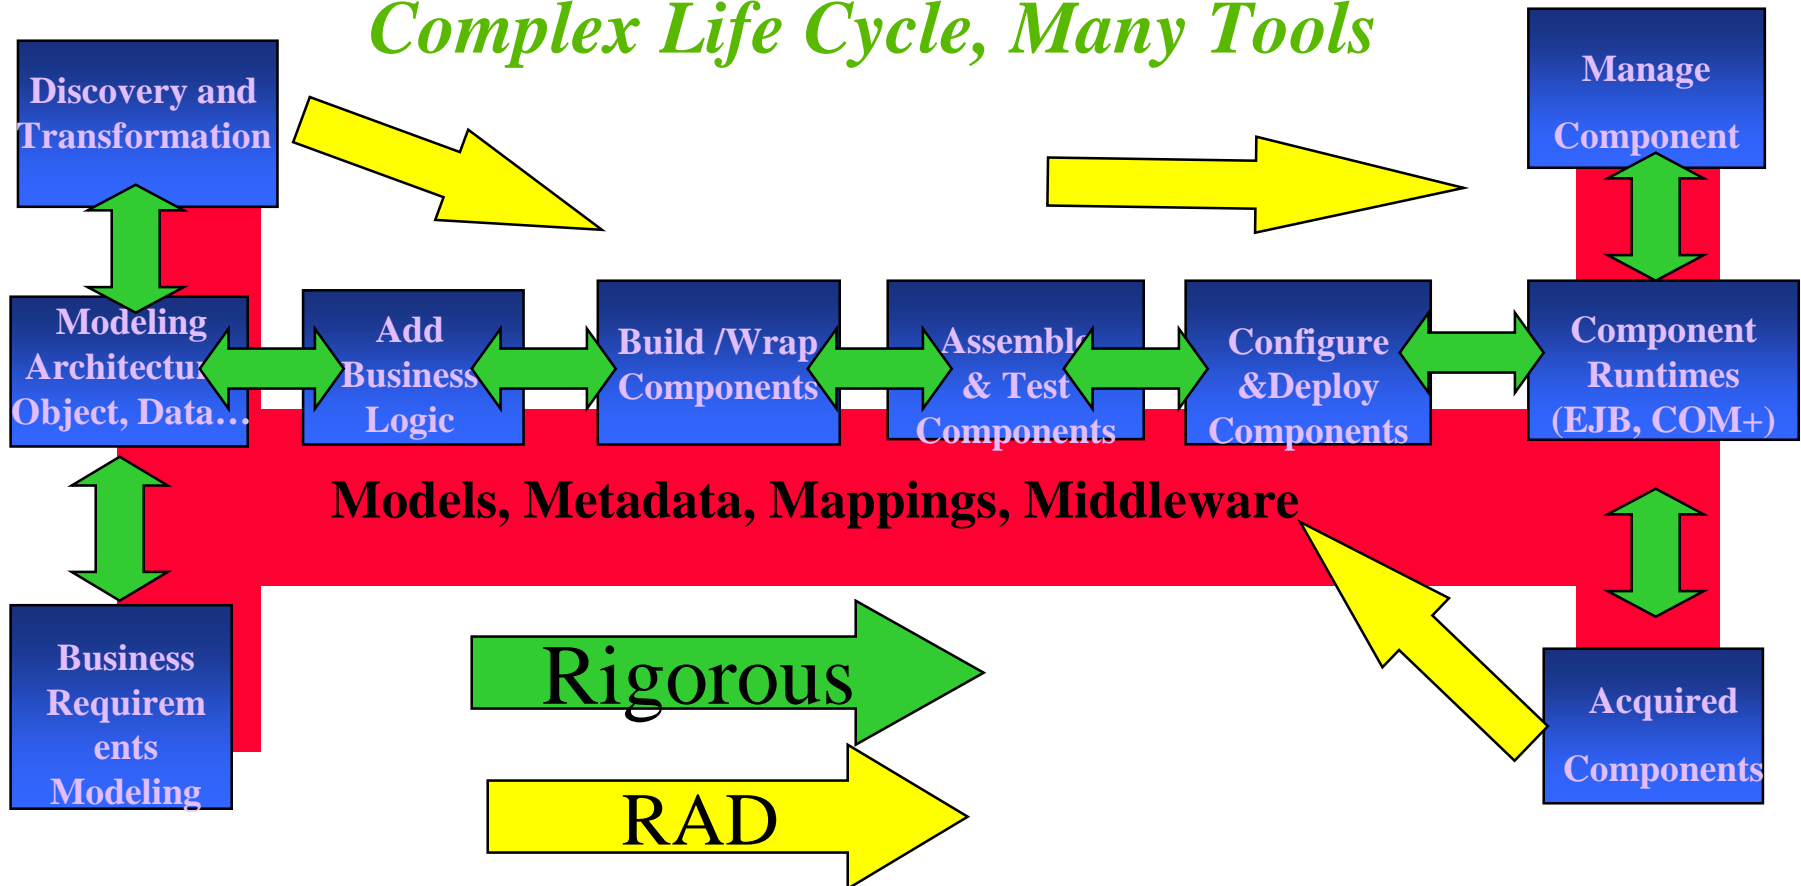 Complex Life Cycle, Many Tools
Discovery and
Transformation
Manage
Component
Modeling
Architectur
Object, Data…
Add
Business
Logic
Build /Wrap
Components
Assemble
& Test
Components
Configure
&Deploy
Components
Component
Runtimes
(EJB, COM+)
Models, Metadata, Mappings, Middleware
Business
Requirem
ents
Modeling
Rigorous
RAD
Acquired
Components